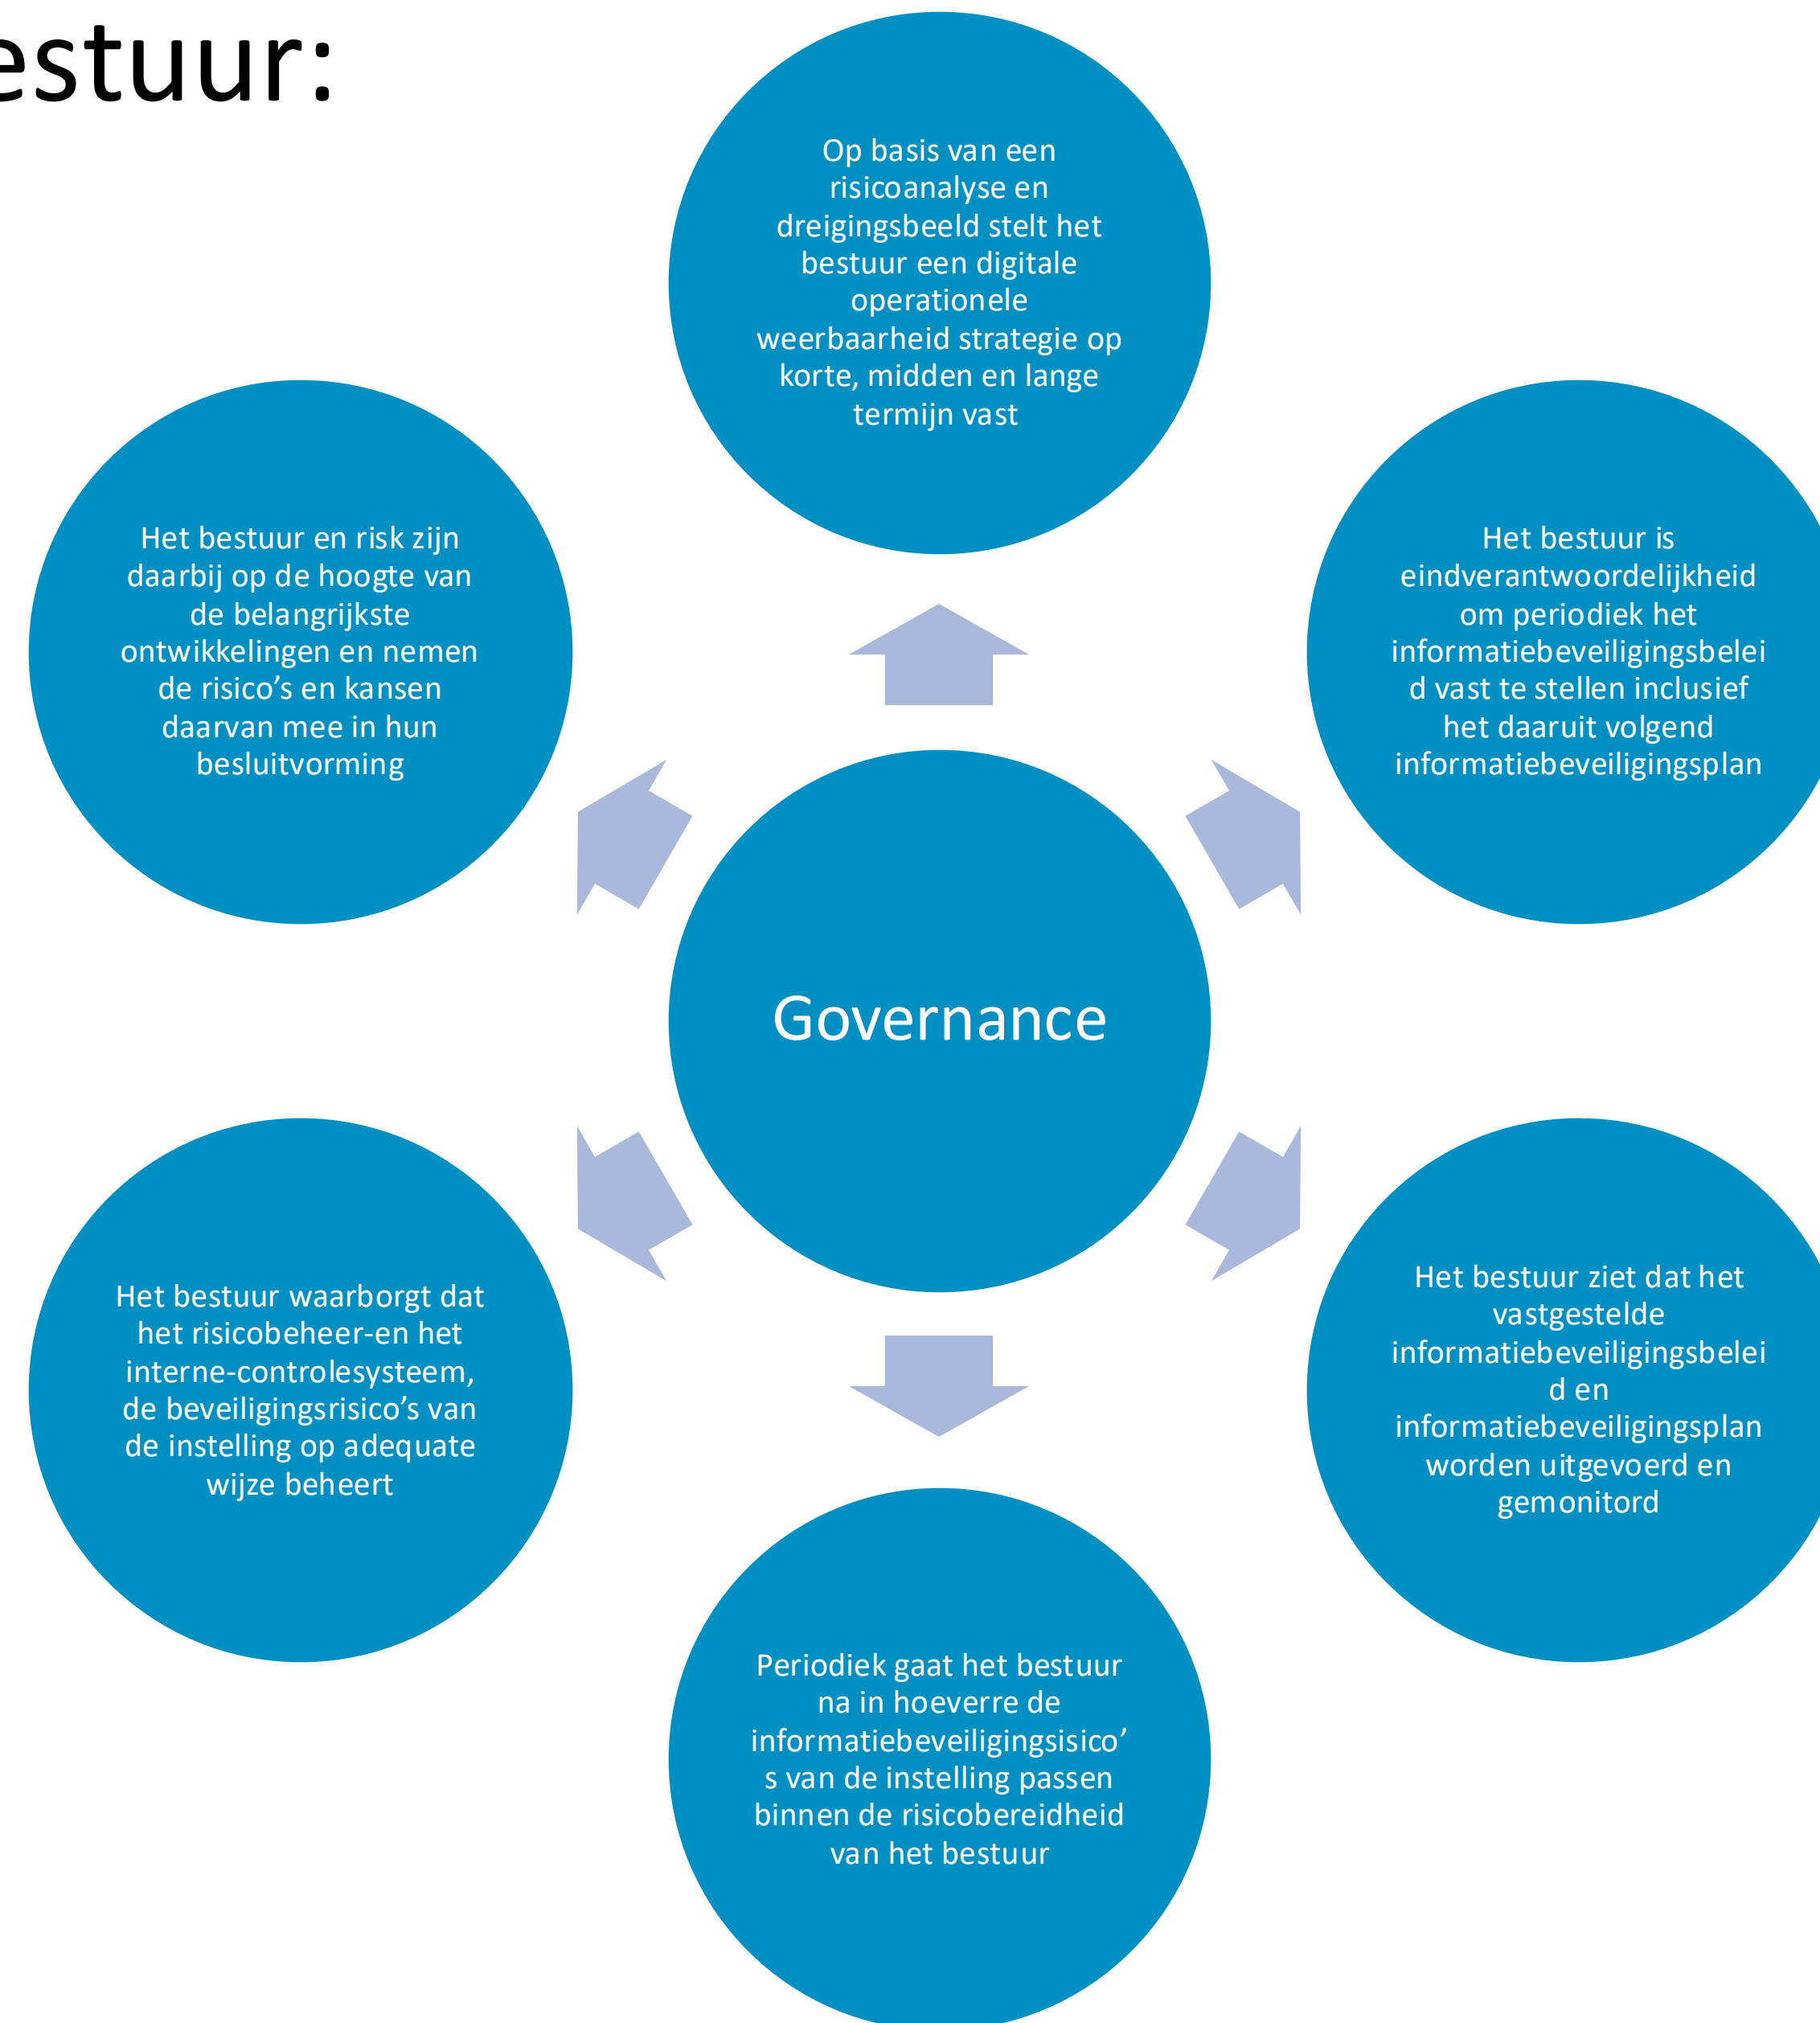 estuur:
Op basis van een
risicoanalyse en
dreigingsbeeld stelt het
bestuur een digitale
operationele
weerbaarheid strategie op
korte, midden en lange
termijn vast
Het bestuur is
eindverantwoordelijkheid
om periodiek het
informatiebeveiligingsbelei
d vast te stellen inclusief
het daaruit volgend
informatiebeveiligingsplan
Het bestuur ziet dat het
vastgestelde
informatiebeveiligingsbelei
d en
informatiebeveiligingsplan
worden uitgevoerd en
gemonitord
Periodiek gaat het bestuur
na in hoeverre de
informatiebeveiligingsisico’
s van de instelling passen
binnen de risicobereidheid
van het bestuur
Het bestuur waarborgt dat
het risicobeheer-en het
interne-controlesysteem,
de beveiligingsrisico’s van
de instelling op adequate
wijze beheert
Het bestuur en risk zijn
daarbij op de hoogte van
de belangrijkste
ontwikkelingen en nemen
de risico’s en kansen
daarvan mee in hun
besluitvorming
Governance